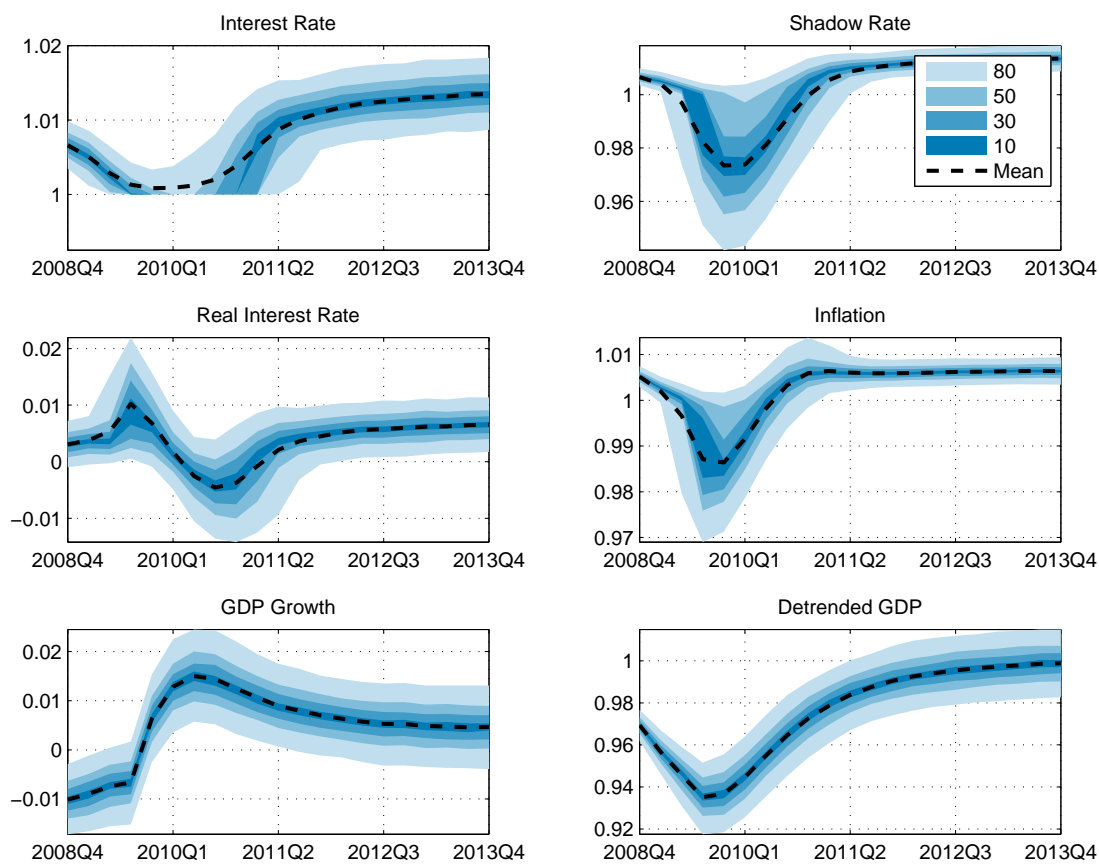 Interest Rate
1.02
1.01
1
2008Q4 2010Q1 2011Q2 2012Q3 2013Q4
Shadow Rate
1
0.98
0.96
80
50
30
10
Mean
2008Q4 2010Q1 2011Q2 2012Q3 2013Q4
Real Interest Rate
0.02
0.01
0
−0.01
2008Q4 2010Q1 2011Q2 2012Q3 2013Q4
Inflation
1.01
1
0.99
0.98
0.97
2008Q4 2010Q1 2011Q2 2012Q3 2013Q4
GDP Growth
0.02
0.01
0
−0.01
2008Q4 2010Q1 2011Q2 2012Q3 2013Q4
Detrended GDP
1
0.98
0.96
0.94
0.92
2008Q4 2010Q1 2011Q2 2012Q3 2013Q4